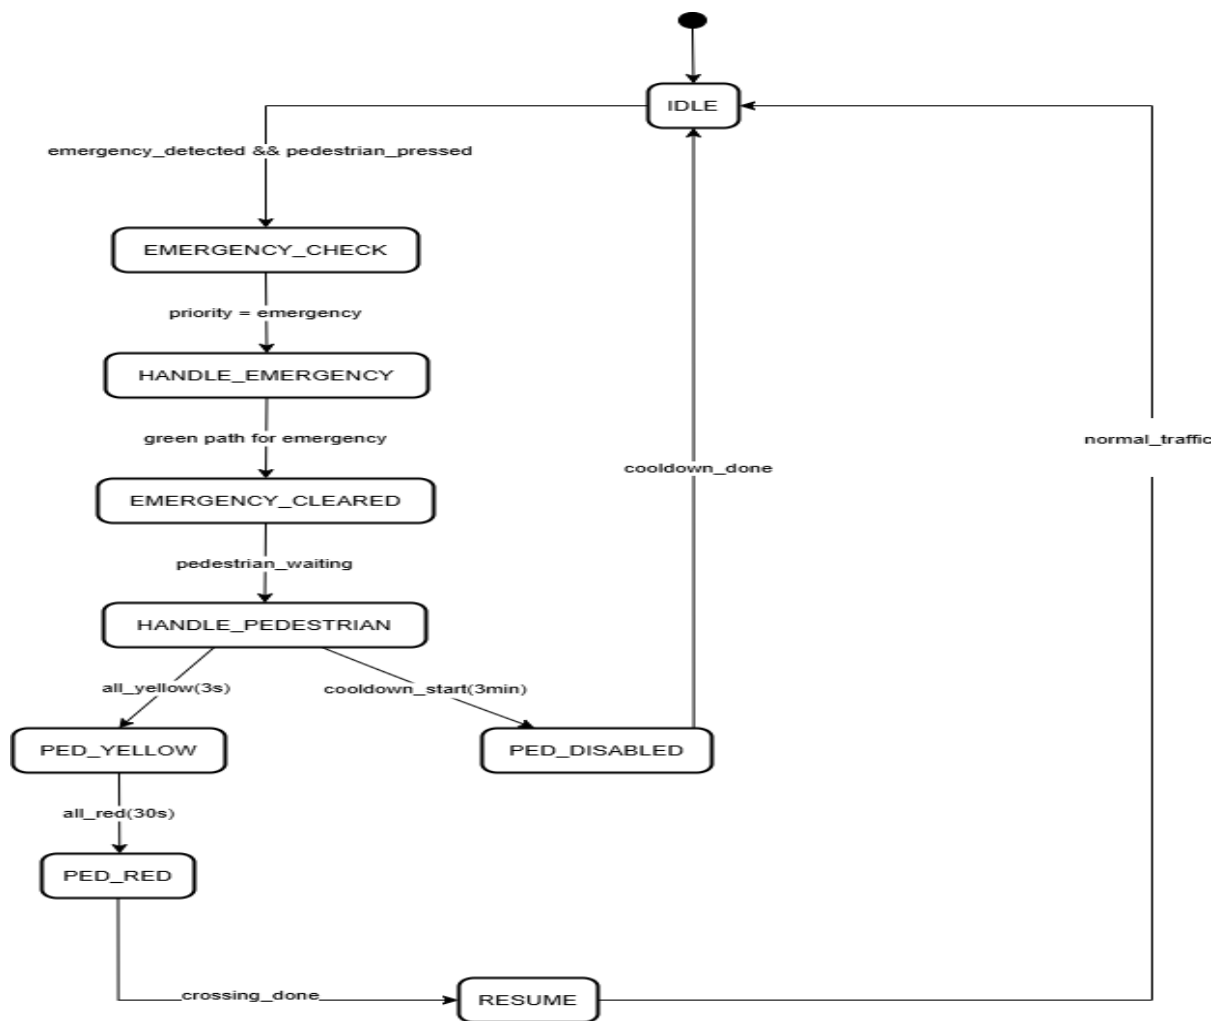 IDLE
emergency_detected && pedestrian_pressed
EMERGENCY_CHECK
priority = emergency
HANDLE_EMERGENCY
green path for emergency
normal_traffic
cooldown_done
EMERGENCY_CLEARED
pedestrian_waiting
HANDLE_PEDESTRIAN
all_yellow(3s)
cooldown_start(3min)
PED_YELLOW
PED_DISABLED
all_red(30s)
PED_RED
crossing_done
RESUME